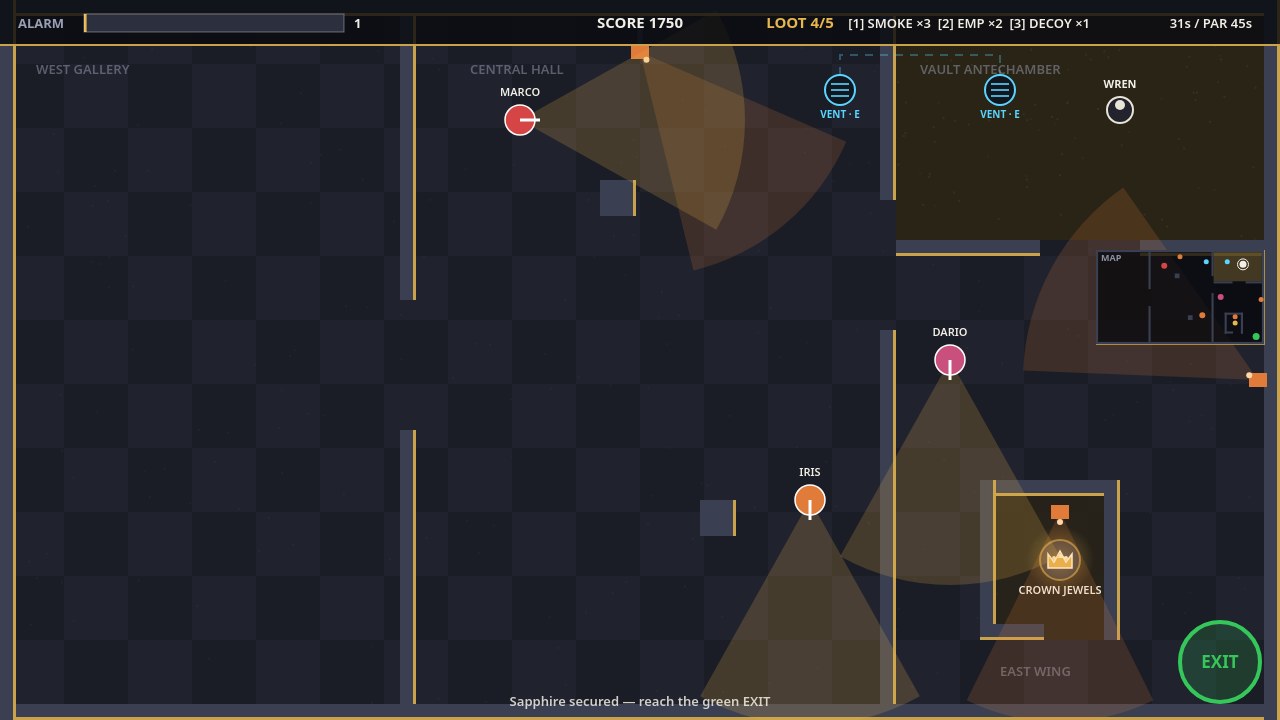 ALARM 1 SCORE 1750 LOOT 4/5 [1] SMOKE ×3 [2] EMP ×2 [3] DECOY ×1 31s / PAR 45s
WEST GALLERY
CENTRAL HALL
VAULT ANTECHAMBER
MARCO
WREN
VENT · E
VENT · E
MAP
DARIO
IRIS
CROWN JEWELS
EAST WING
EXIT
Sapphire secured — reach the green EXIT